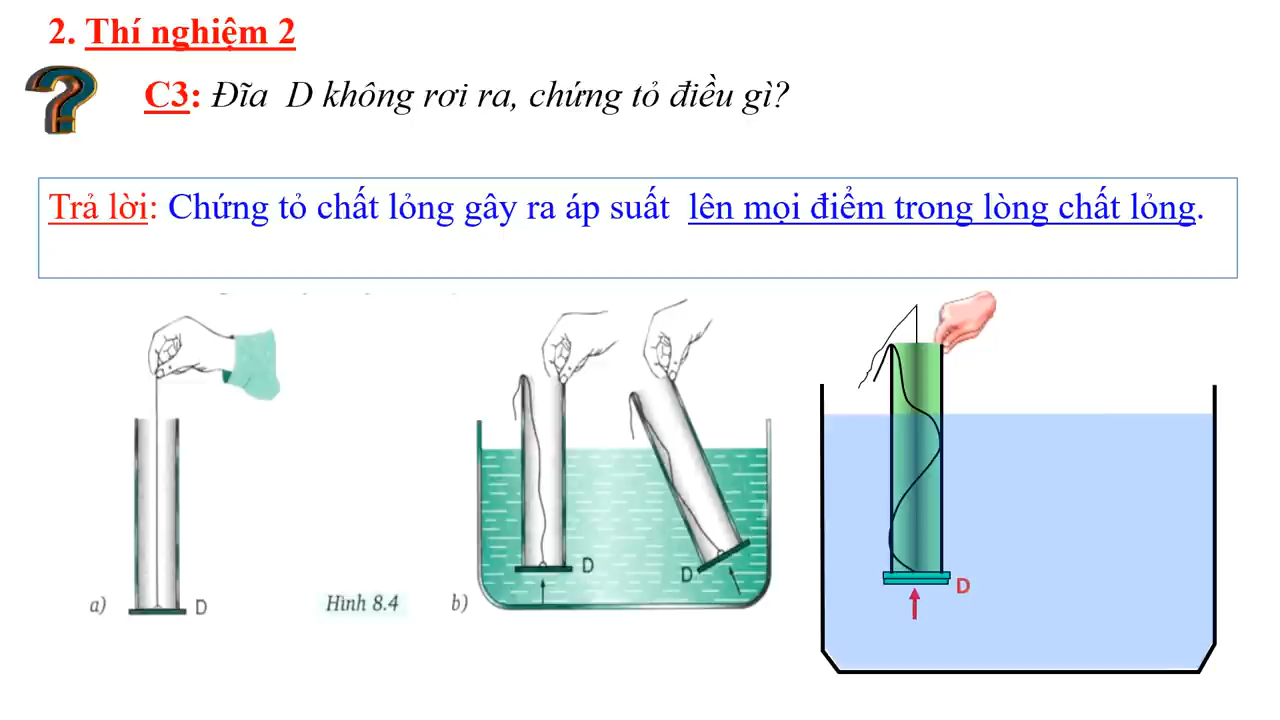 2. Thí nghiệm 2
C3: Đĩa D không rơi ra, chứng tỏ điều gì?
Trả lời: Chứng tỏ chất lỏng gây ra áp suất lên mọi điểm trong lòng chất lỏng.
D
D
D
a)
D
Hình 8.4
b)